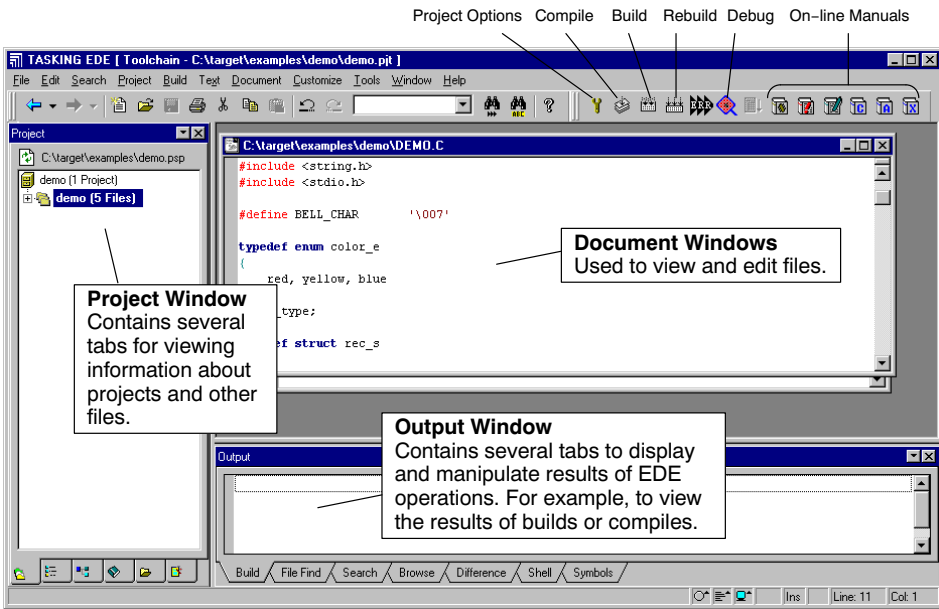 Project Options Compile Build Rebuild Debug On-line Manuals
TASKING EDE [ Toolchain - C:\target\examples\demo\demo.pjt ]
File Edit Search Project Build Text Document Customize Tools Window Help
Project
C:\target\examples\demo.psp
demo (1 Project)
demo (5 Files)
C:\target\examples\demo\DEMO.C
#include <string.h>
#include <stdio.h>
#define BELL_CHAR '\007'
typedef enum color_e
{
red, yellow, blue
_type;
ef struct rec_s
Document Windows
Used to view and edit files.
Project Window
Contains several
tabs for viewing
information about
projects and other
files.
Output Window
Contains several tabs to display
and manipulate results of EDE
operations. For example, to view
the results of builds or compiles.
Output
Build File Find Search Browse Difference Shell Symbols
Ins Line: 11 Col: 1